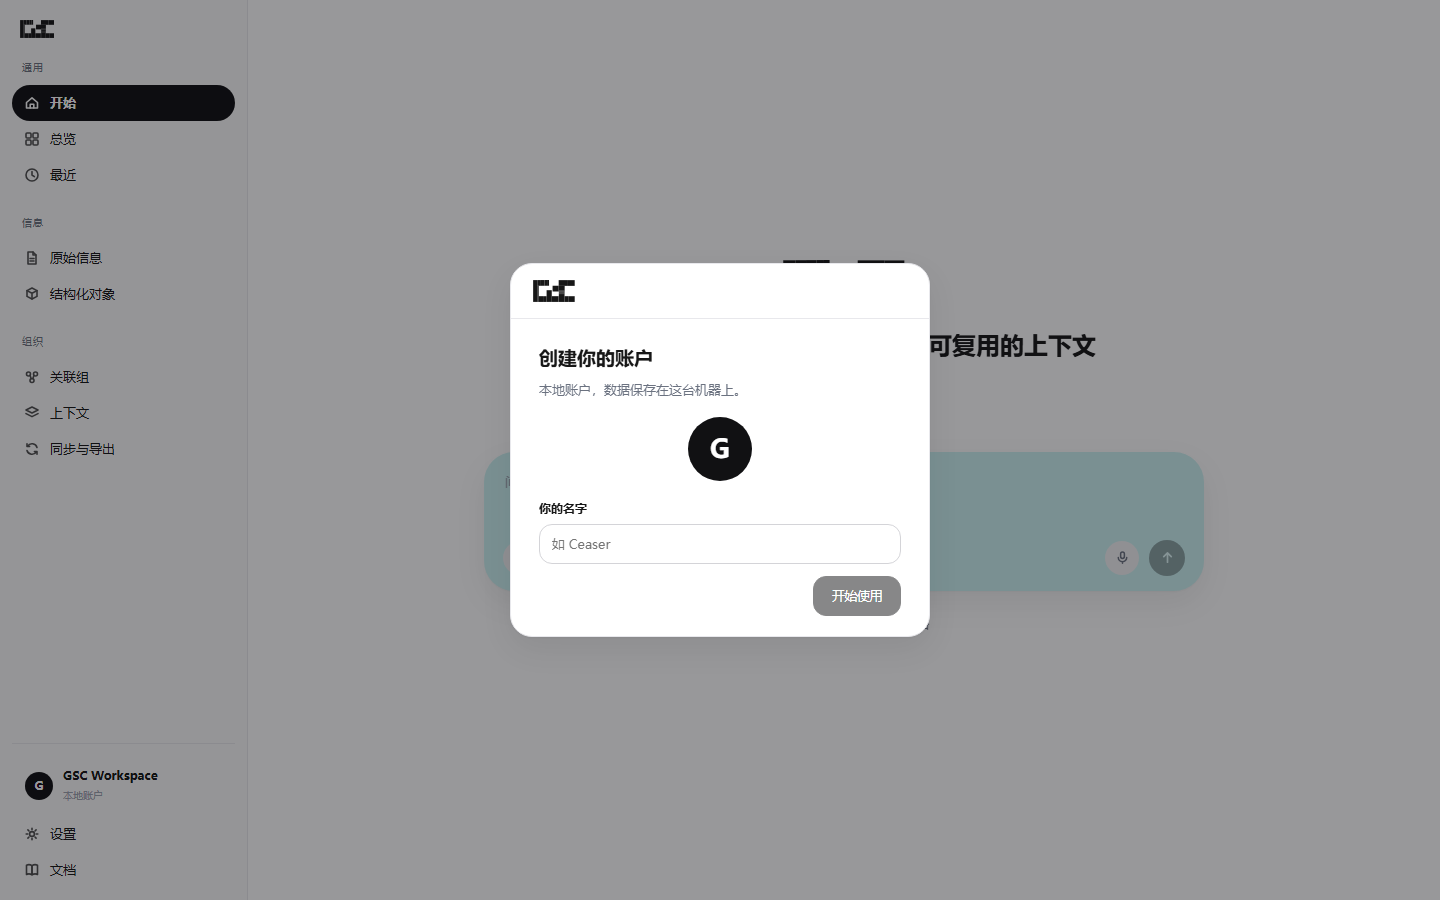 GSC
通用
开始
总览
最近
信息
原始信息
结构化对象
组织
关联组
上下文
同步与导出
GSC Workspace
G
本地账户
设置
文档
可复用的上下文
GSC
创建你的账户
本地账户，数据保存在这台机器上。
G
你的名字
如 Ceaser
开始使用